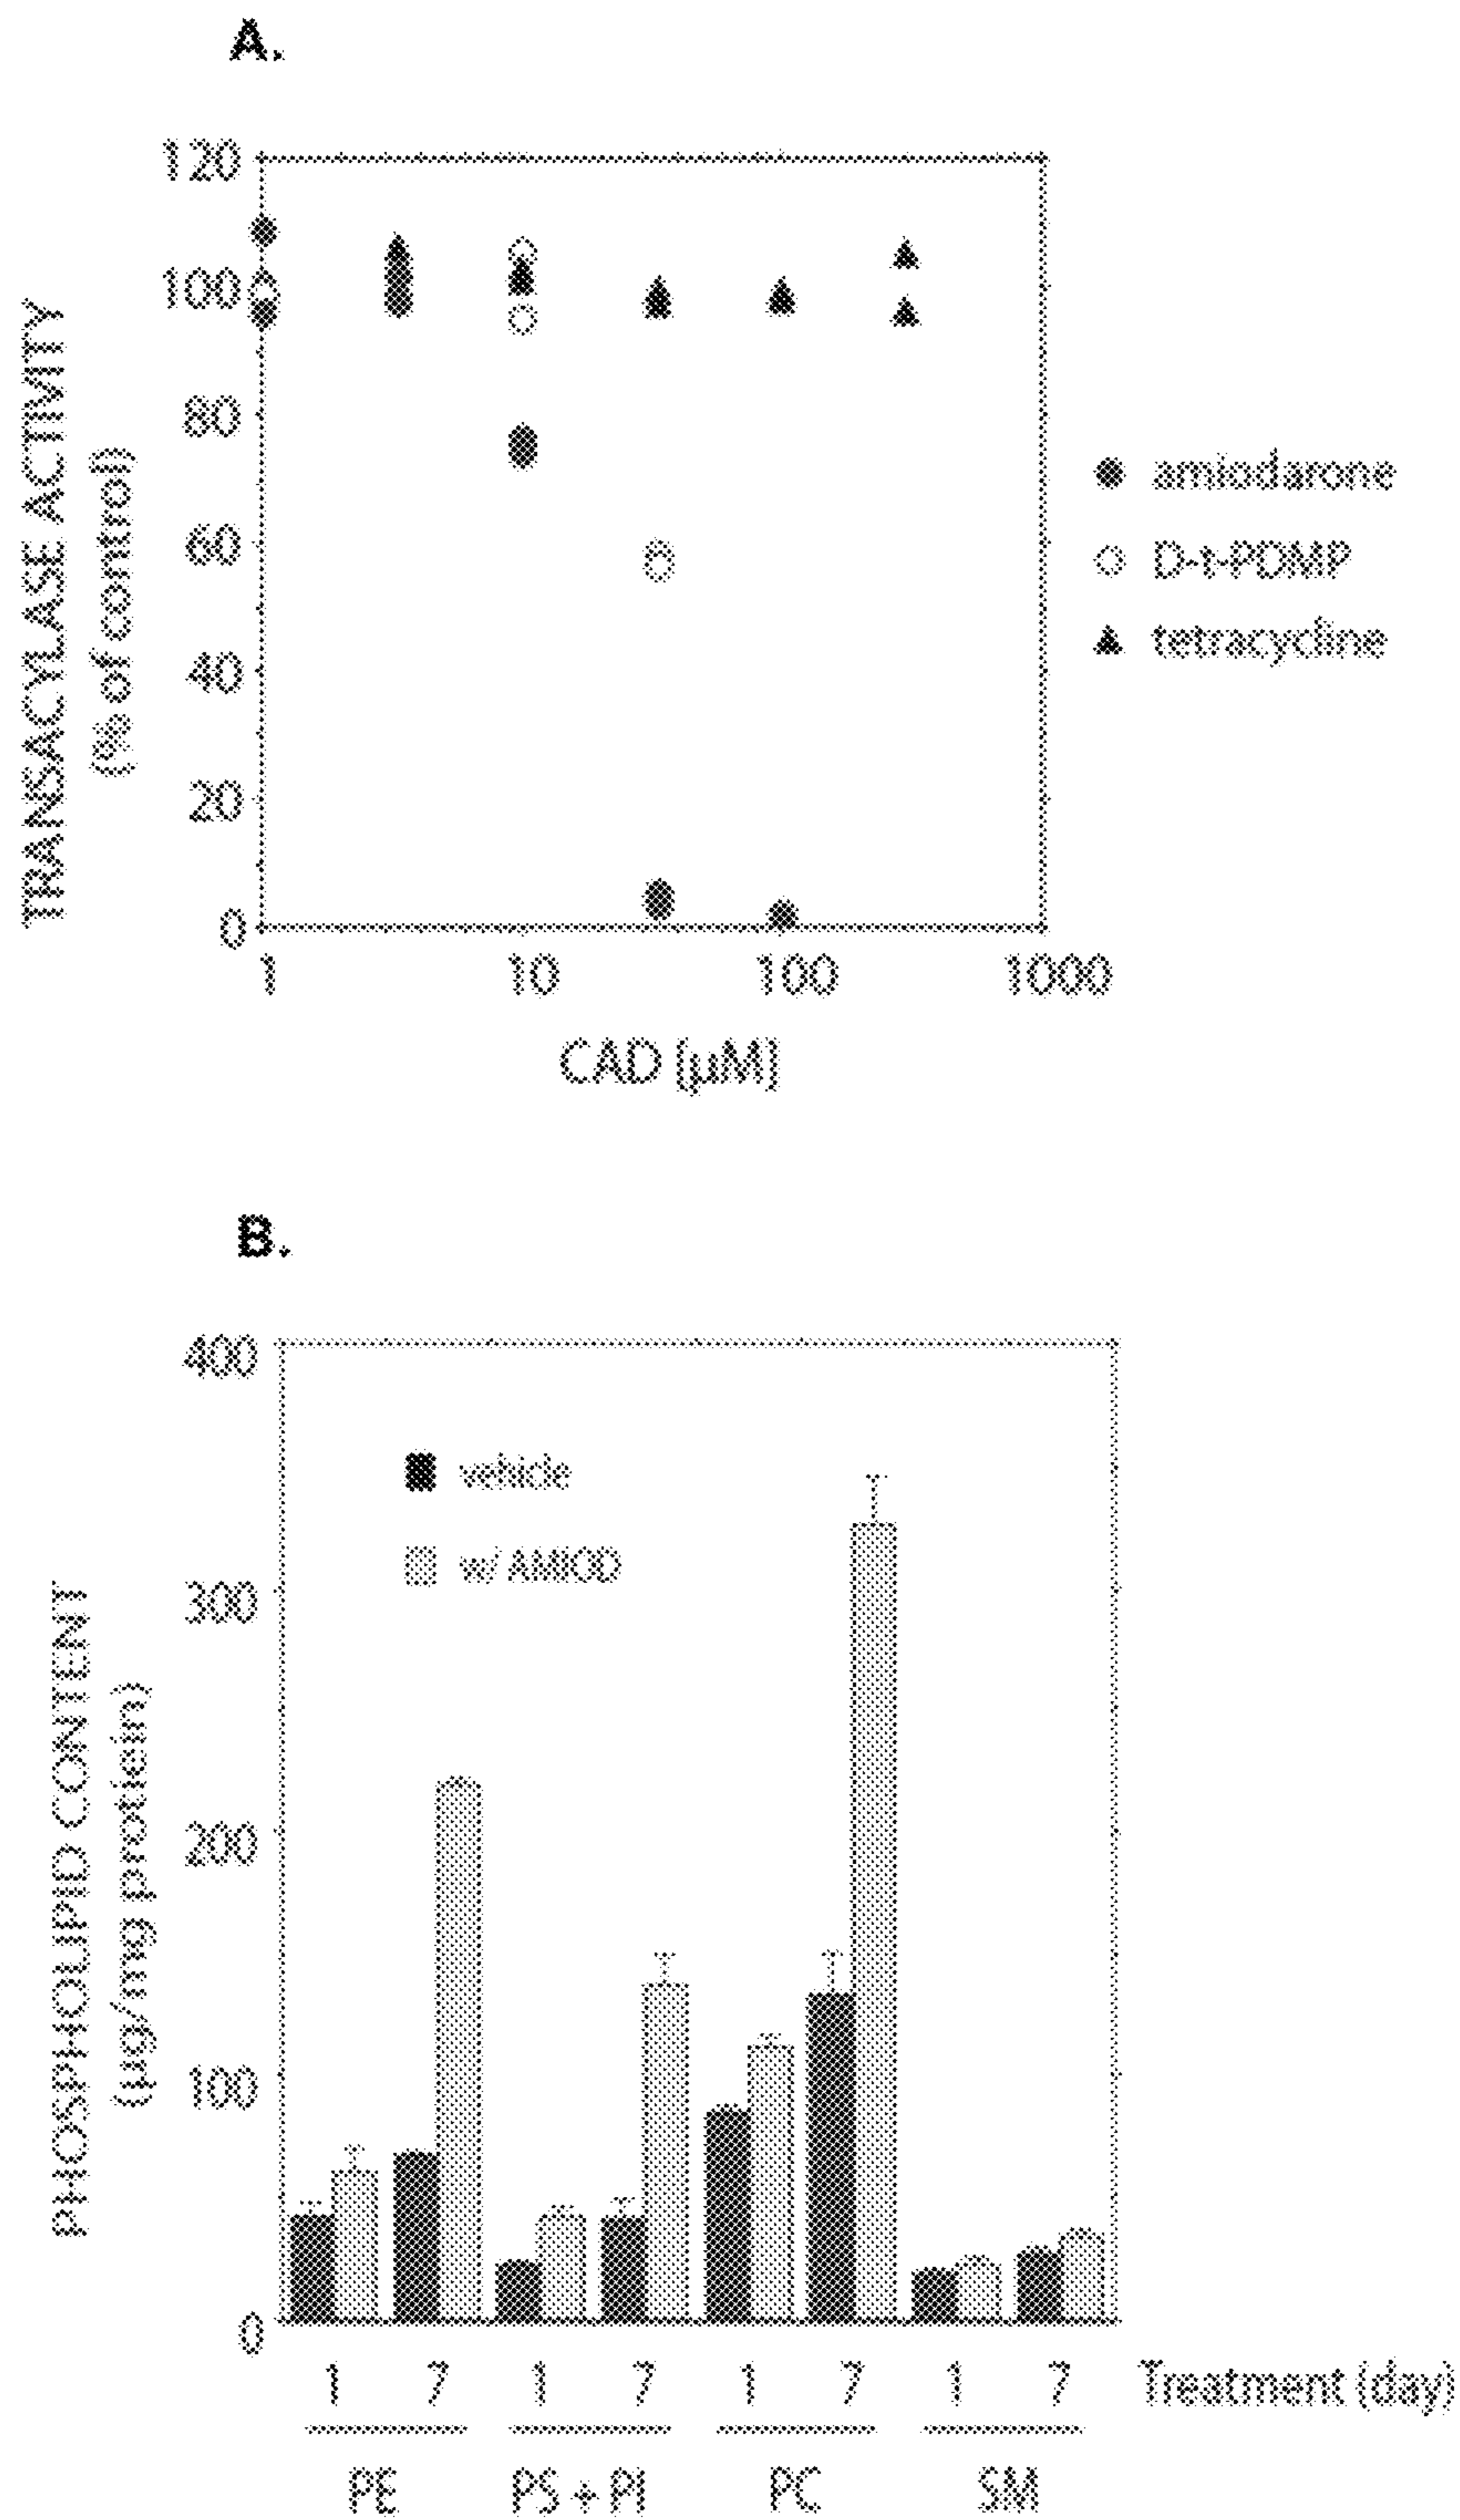 A.
TRANSACYLASE ACTIVITY
(% of control)
120
100
80
60
40
20
0
1 10 100 1000
CAD [µM]
amiodarone
D-t-PDMP
tetracycline
B.
PHOSPHOLIPID CONTENT
(µg/mg protein)
400
300
200
100
0
vehicle
w/ AMIOD
1 7 1 7 1 7 1 7 Treatment (day)
PE PS + PI PC SM